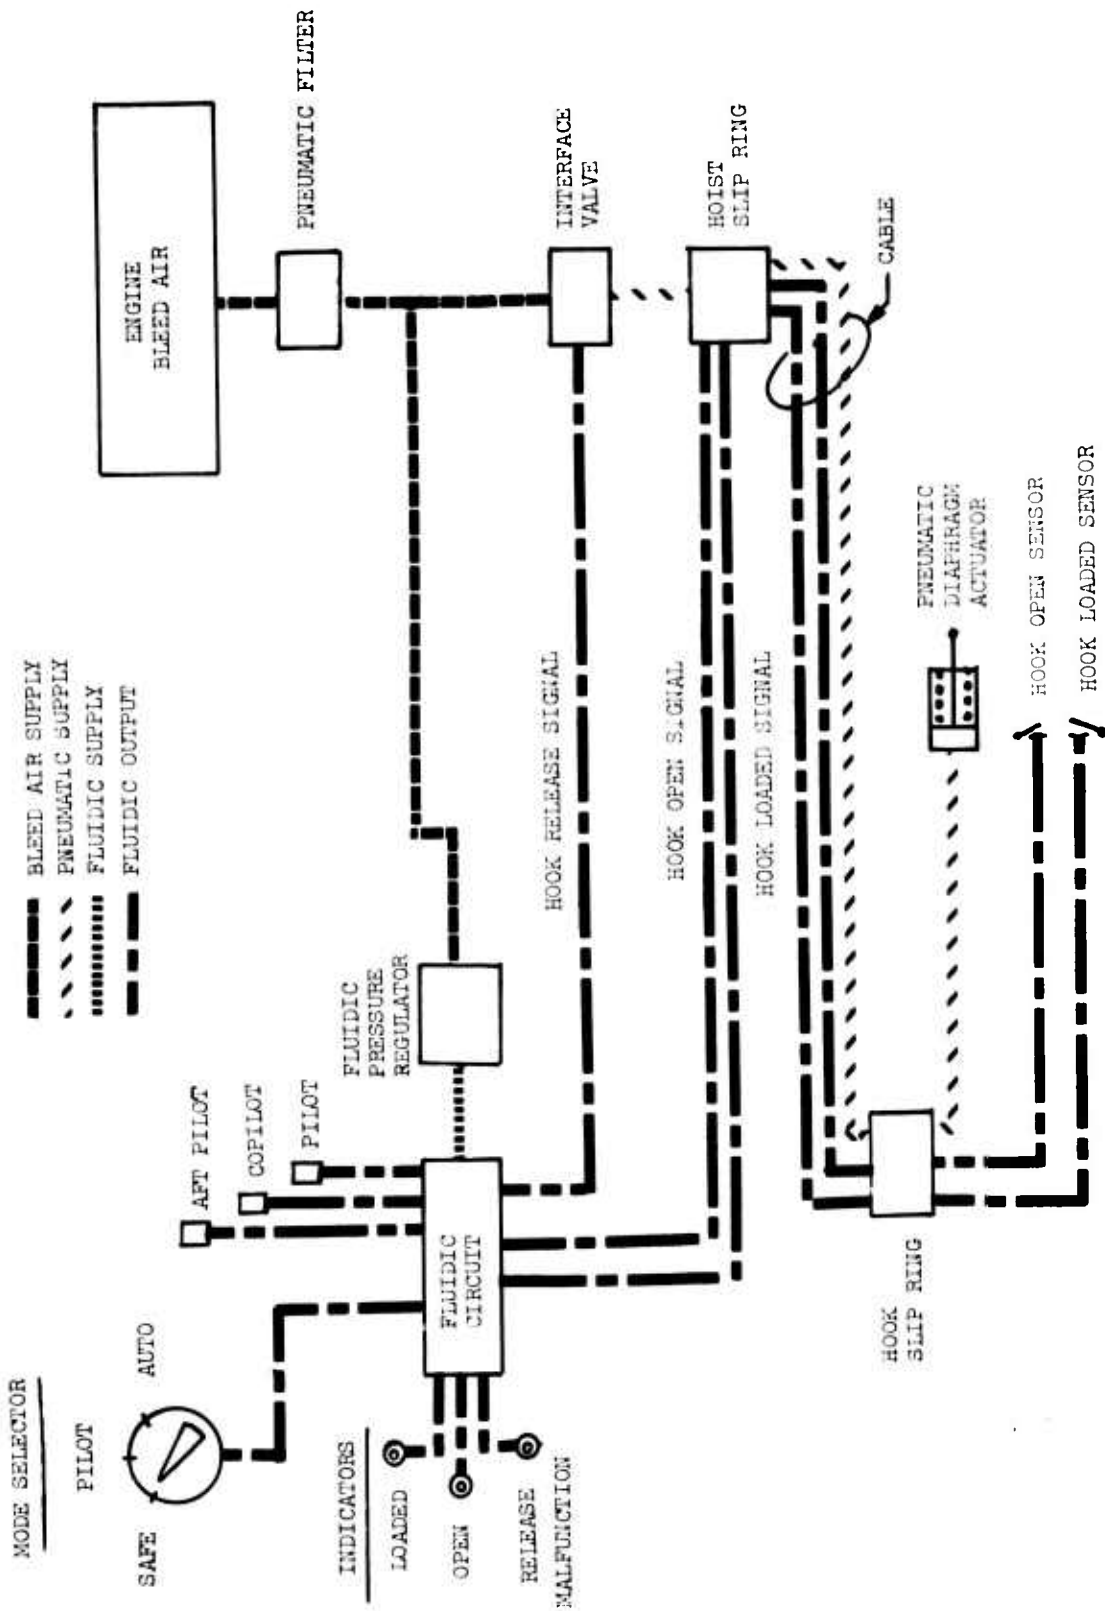 MODE SELECTOR
PILOT
SAFE
AUTO
INDICATORS
LOADED
OPEN
RELEASE
MALFUNCTION
AFT PILOT
COPILOT
PILOT
FLUIDIC
CIRCUIT
FLUIDIC
PRESSURE
REGULATOR
BLEED AIR SUPPLY
PNEUMATIC SUPPLY
FLUIDIC SUPPLY
FLUIDIC OUTPUT
ENGINE
BLEED AIR
PNEUMATIC FILTER
INTERFACE
VALVE
HOIST
SLIP RING
CABLE
HOOK RELEASE SIGNAL
HOOK OPEN SIGNAL
HOOK LOADED SIGNAL
HOOK
SLIP RING
PNEUMATIC
DIAPHRAGM
ACTUATOR
HOOK OPEN SENSOR
HOOK LOADED SENSOR